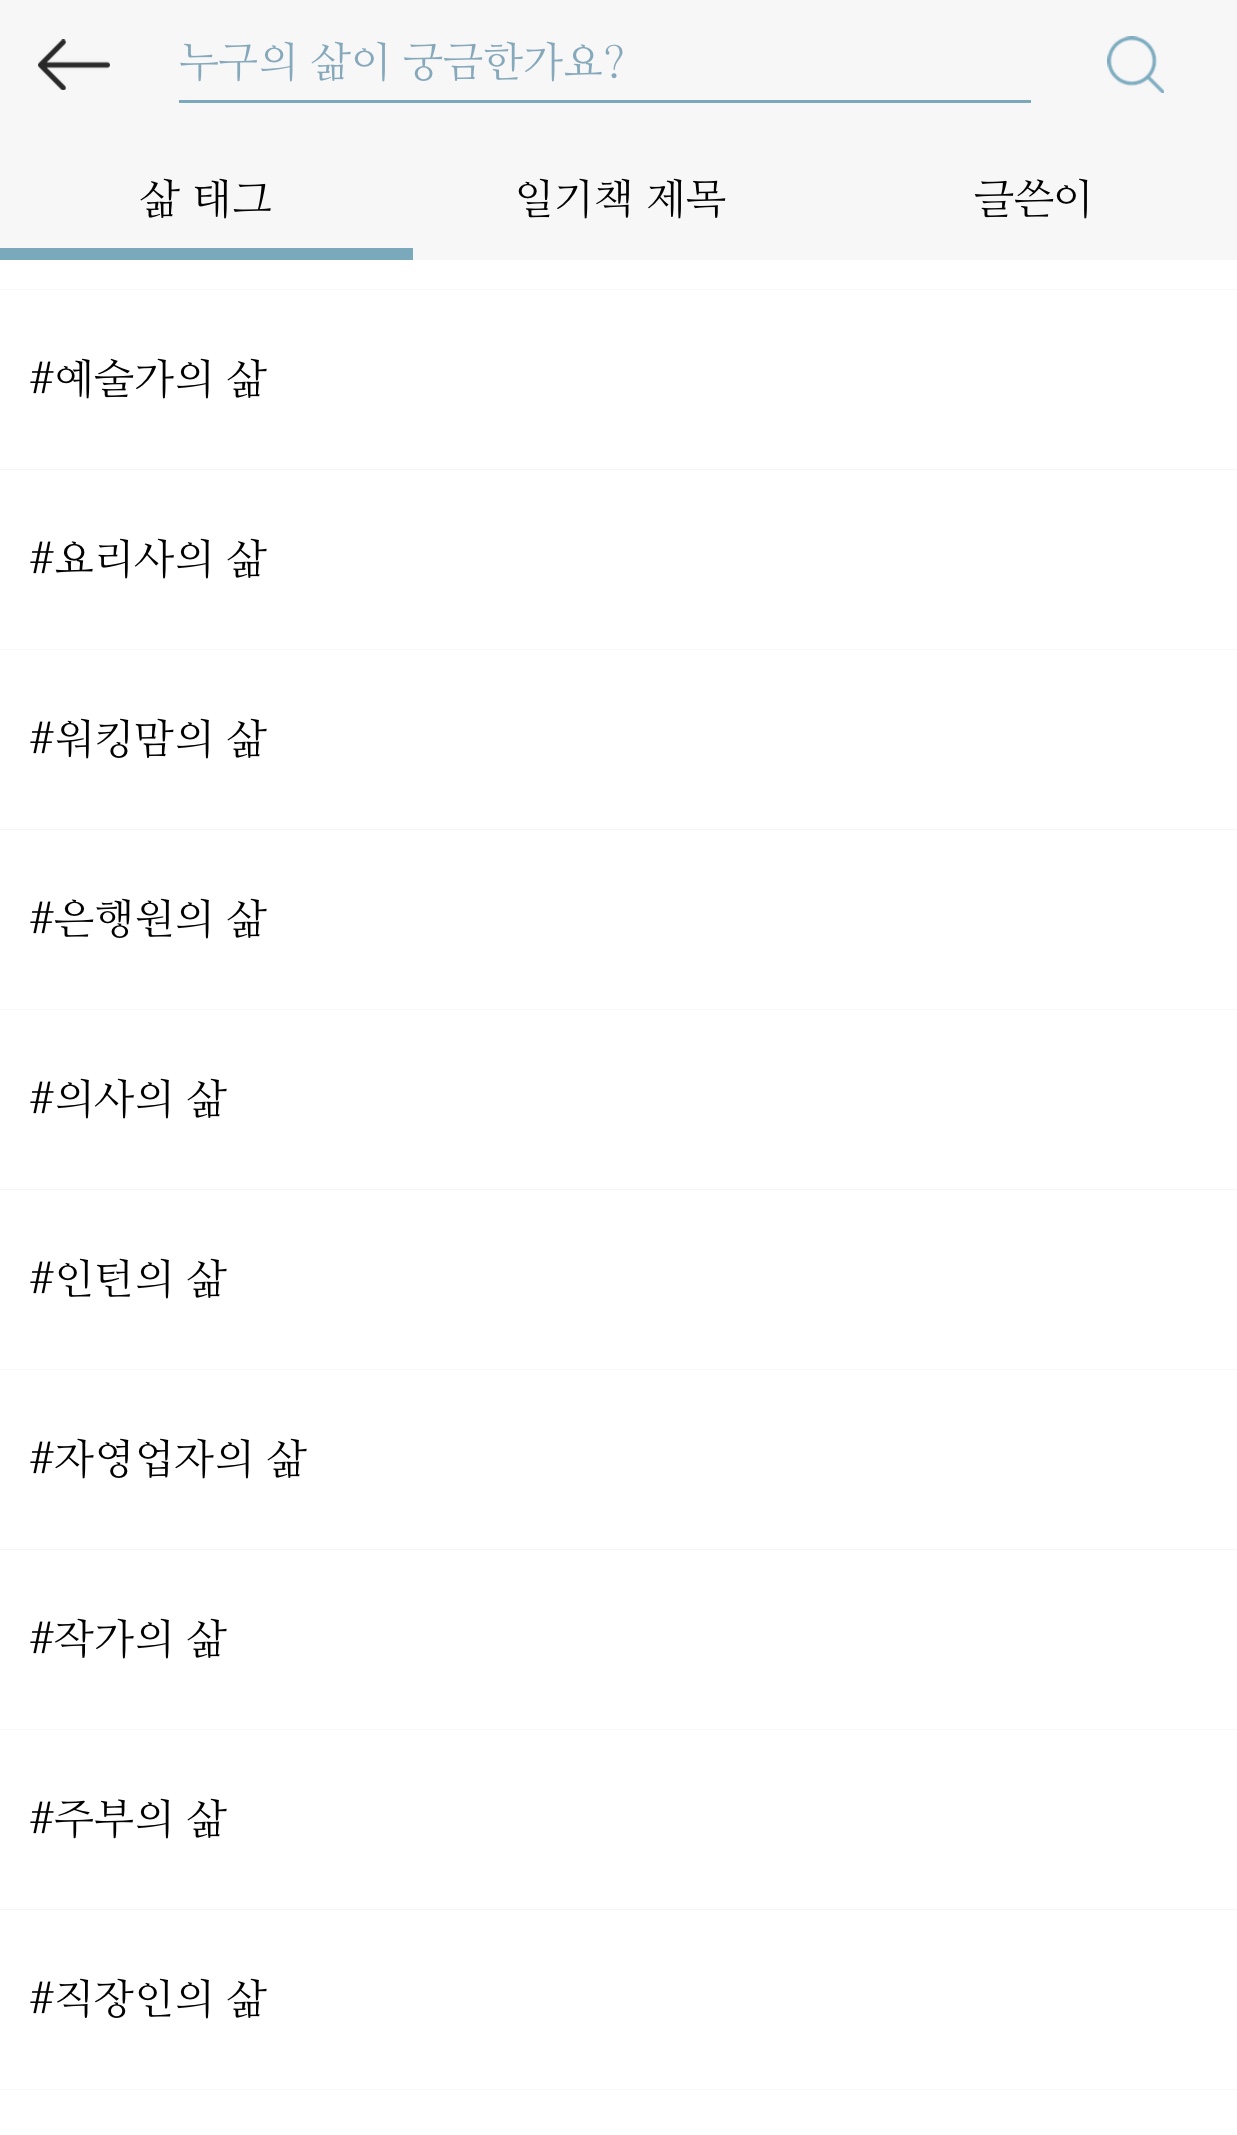 누구의 삶이 궁금한가요?
삶 태그 일기책 제목 글쓴이
#예술가의 삶
#요리사의 삶
#워킹맘의 삶
#은행원의 삶
#의사의 삶
#인턴의 삶
#자영업자의 삶
#작가의 삶
#주부의 삶
#직장인의 삶